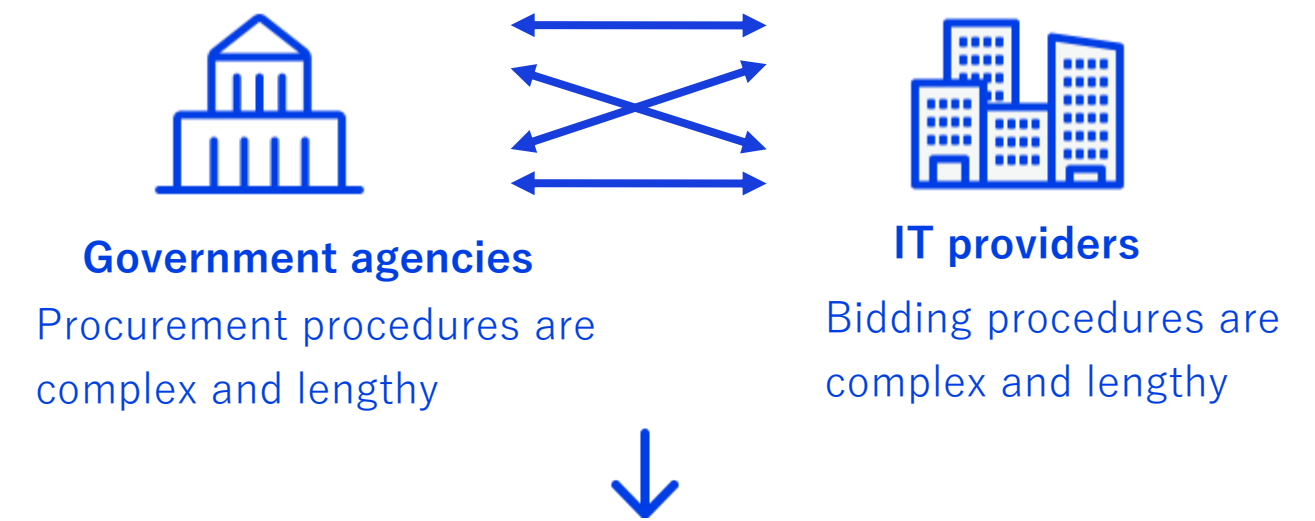 Government agencies
Procurement procedures are
complex and lengthy
IT providers
Bidding procedures are
complex and lengthy